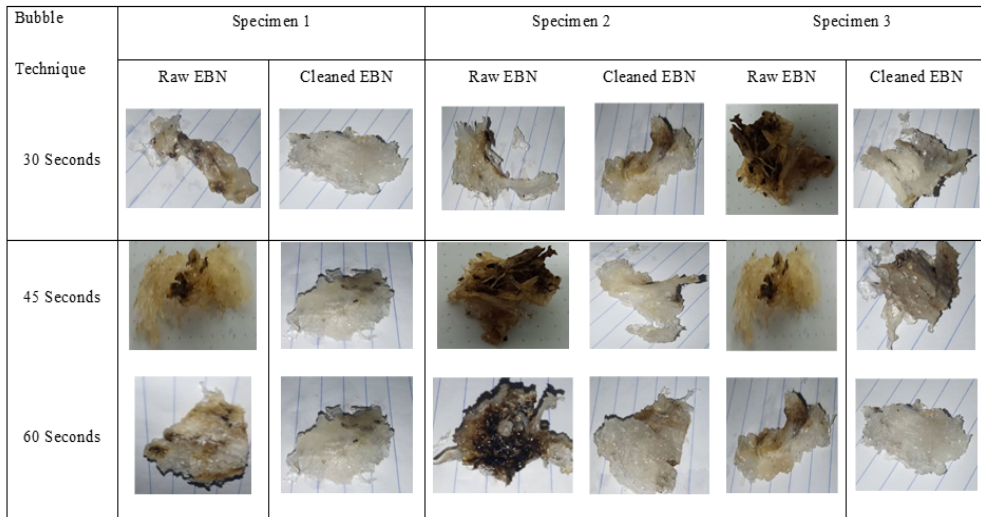 Bubble Technique
Specimen 1
Specimen 2
Specimen 3
Raw EBN
Cleaned EBN
Raw EBN
Cleaned EBN
Raw EBN
Cleaned EBN
30 Seconds
45 Seconds
60 Seconds